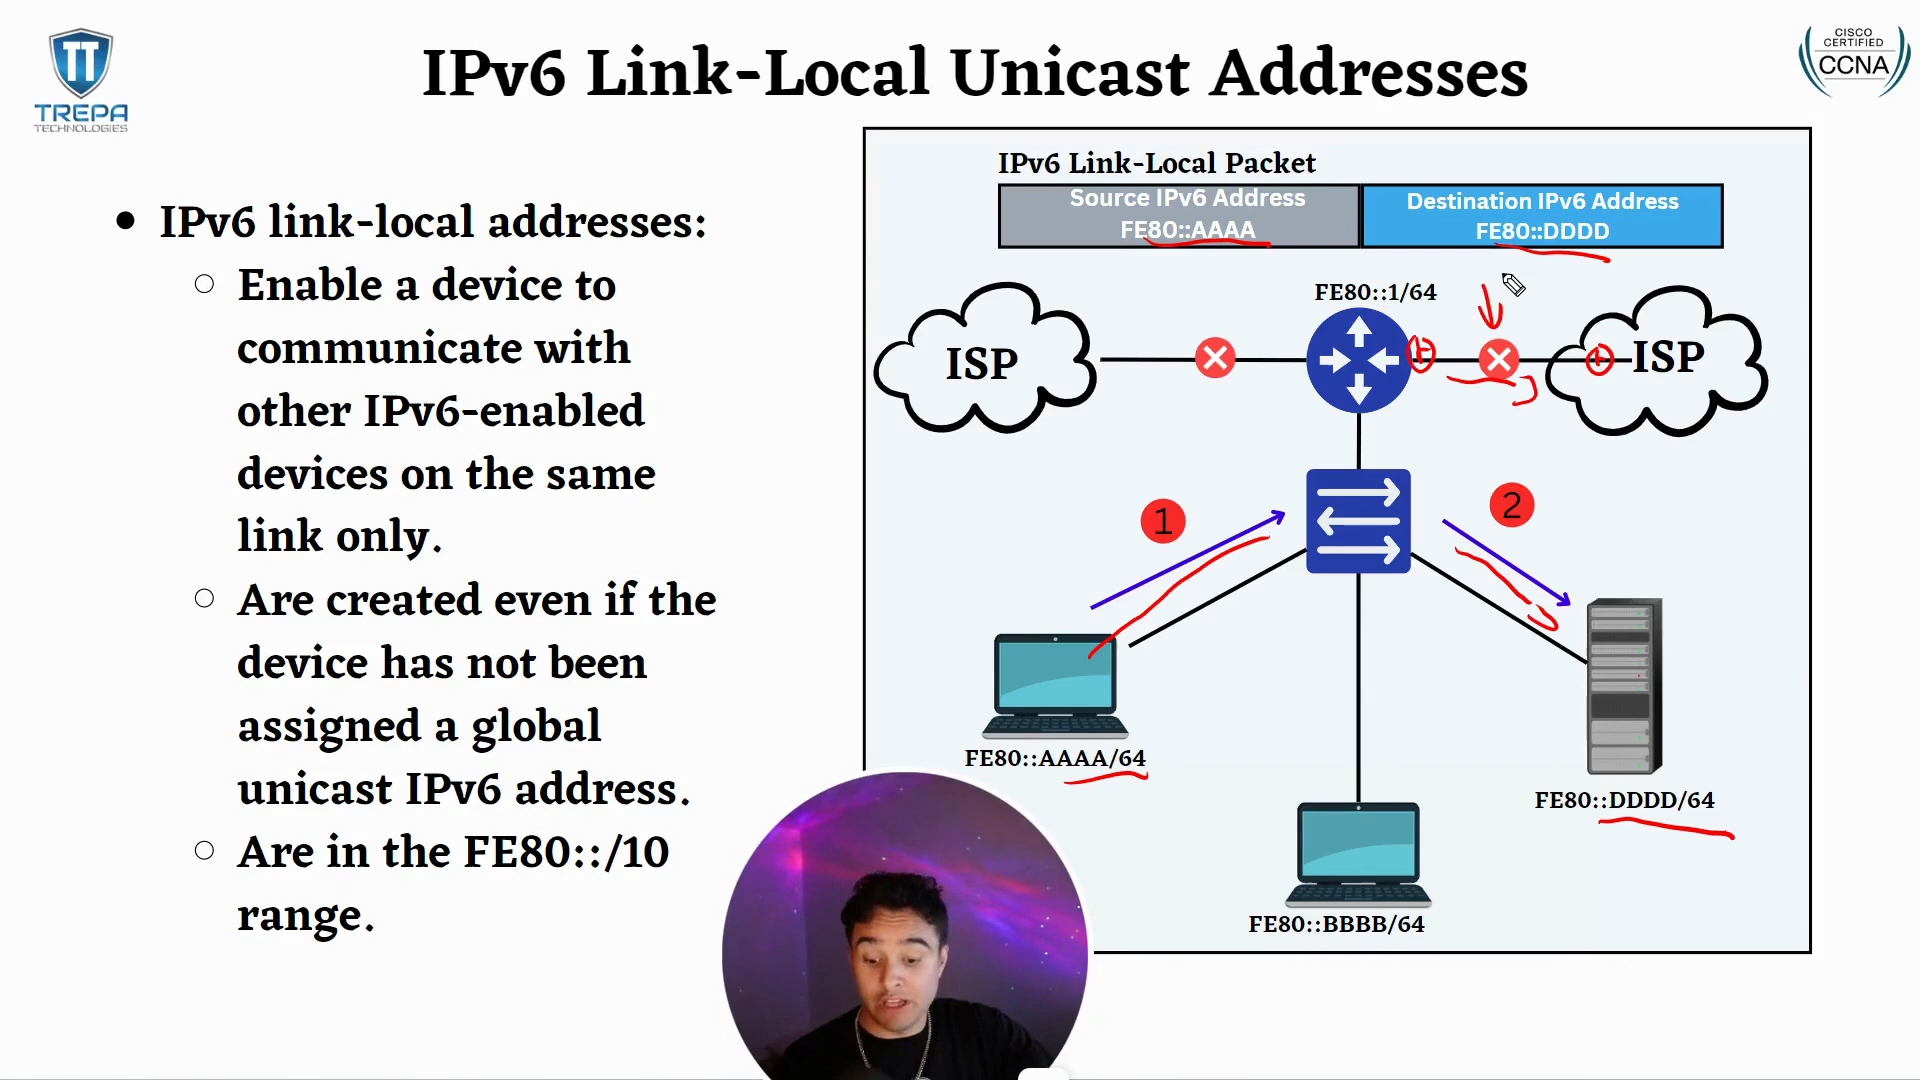 TT
TREPA
TECHNOLOGIES
IPv6 Link-Local Unicast Addresses
CISCO
CERTIFIED
CCNA
• IPv6 link-local addresses:
○ Enable a device to
communicate with
other IPv6-enabled
devices on the same
link only.
○ Are created even if the
device has not been
assigned a global
unicast IPv6 address.
○ Are in the FE80::/10
range.
IPv6 Link-Local Packet
Source IPv6 Address
FE80::AAAA
Destination IPv6 Address
FE80::DDDD
FE80::1/64
ISP
ISP
1
2
FE80::AAAA/64
FE80::DDDD/64
FE80::BBBB/64